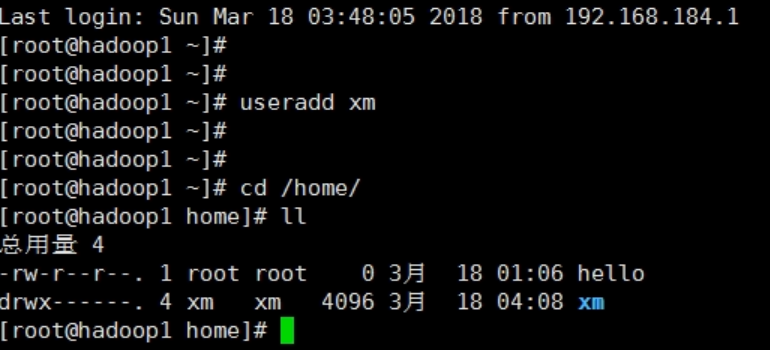 Last login: Sun Mar 18 03:48:05 2018 from 192.168.184.1
[root@hadoop1 ~]#
[root@hadoop1 ~]#
[root@hadoop1 ~]# useradd xm
[root@hadoop1 ~]#
[root@hadoop1 ~]#
[root@hadoop1 ~]# cd /home/
[root@hadoop1 home]# ll
总用量 4
-rw-r--r--. 1 root root    0 3月  18 01:06 hello
drwx------. 4 xm   xm   4096 3月  18 04:08 xm
[root@hadoop1 home]#